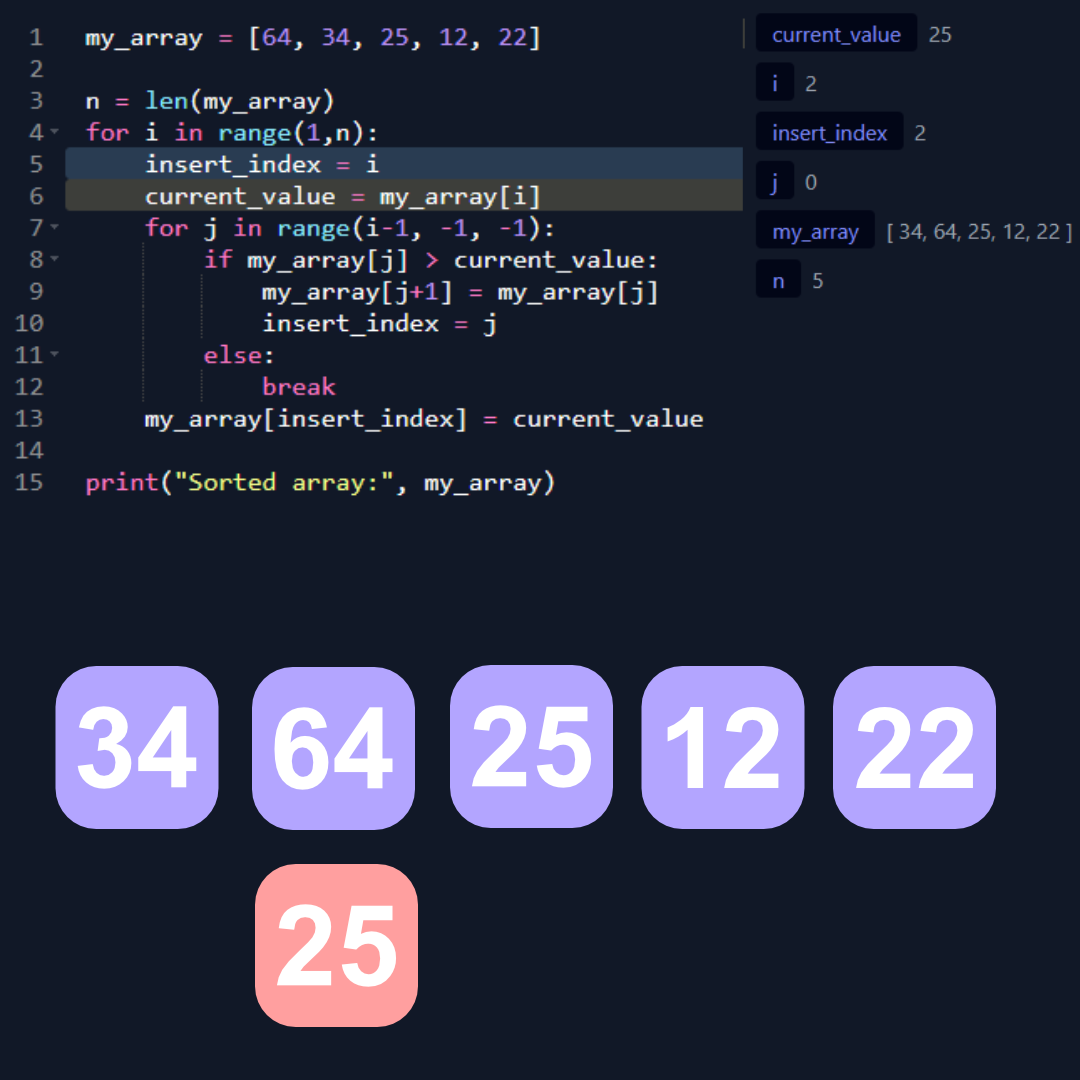 1 my_array = [64, 34, 25, 12, 22]
2
3 n = len(my_array)
4 for i in range(1,n):
5     insert_index = i
6     current_value = my_array[i]
7     for j in range(i-1, -1, -1):
8         if my_array[j] > current_value:
9             my_array[j+1] = my_array[j]
10             insert_index = j
11         else:
12             break
13     my_array[insert_index] = current_value
14
15 print("Sorted array:", my_array)
current_value 25
i 2
insert_index 2
j 0
my_array [ 34, 64, 25, 12, 22 ]
n 5
34 64 25 12 22
25